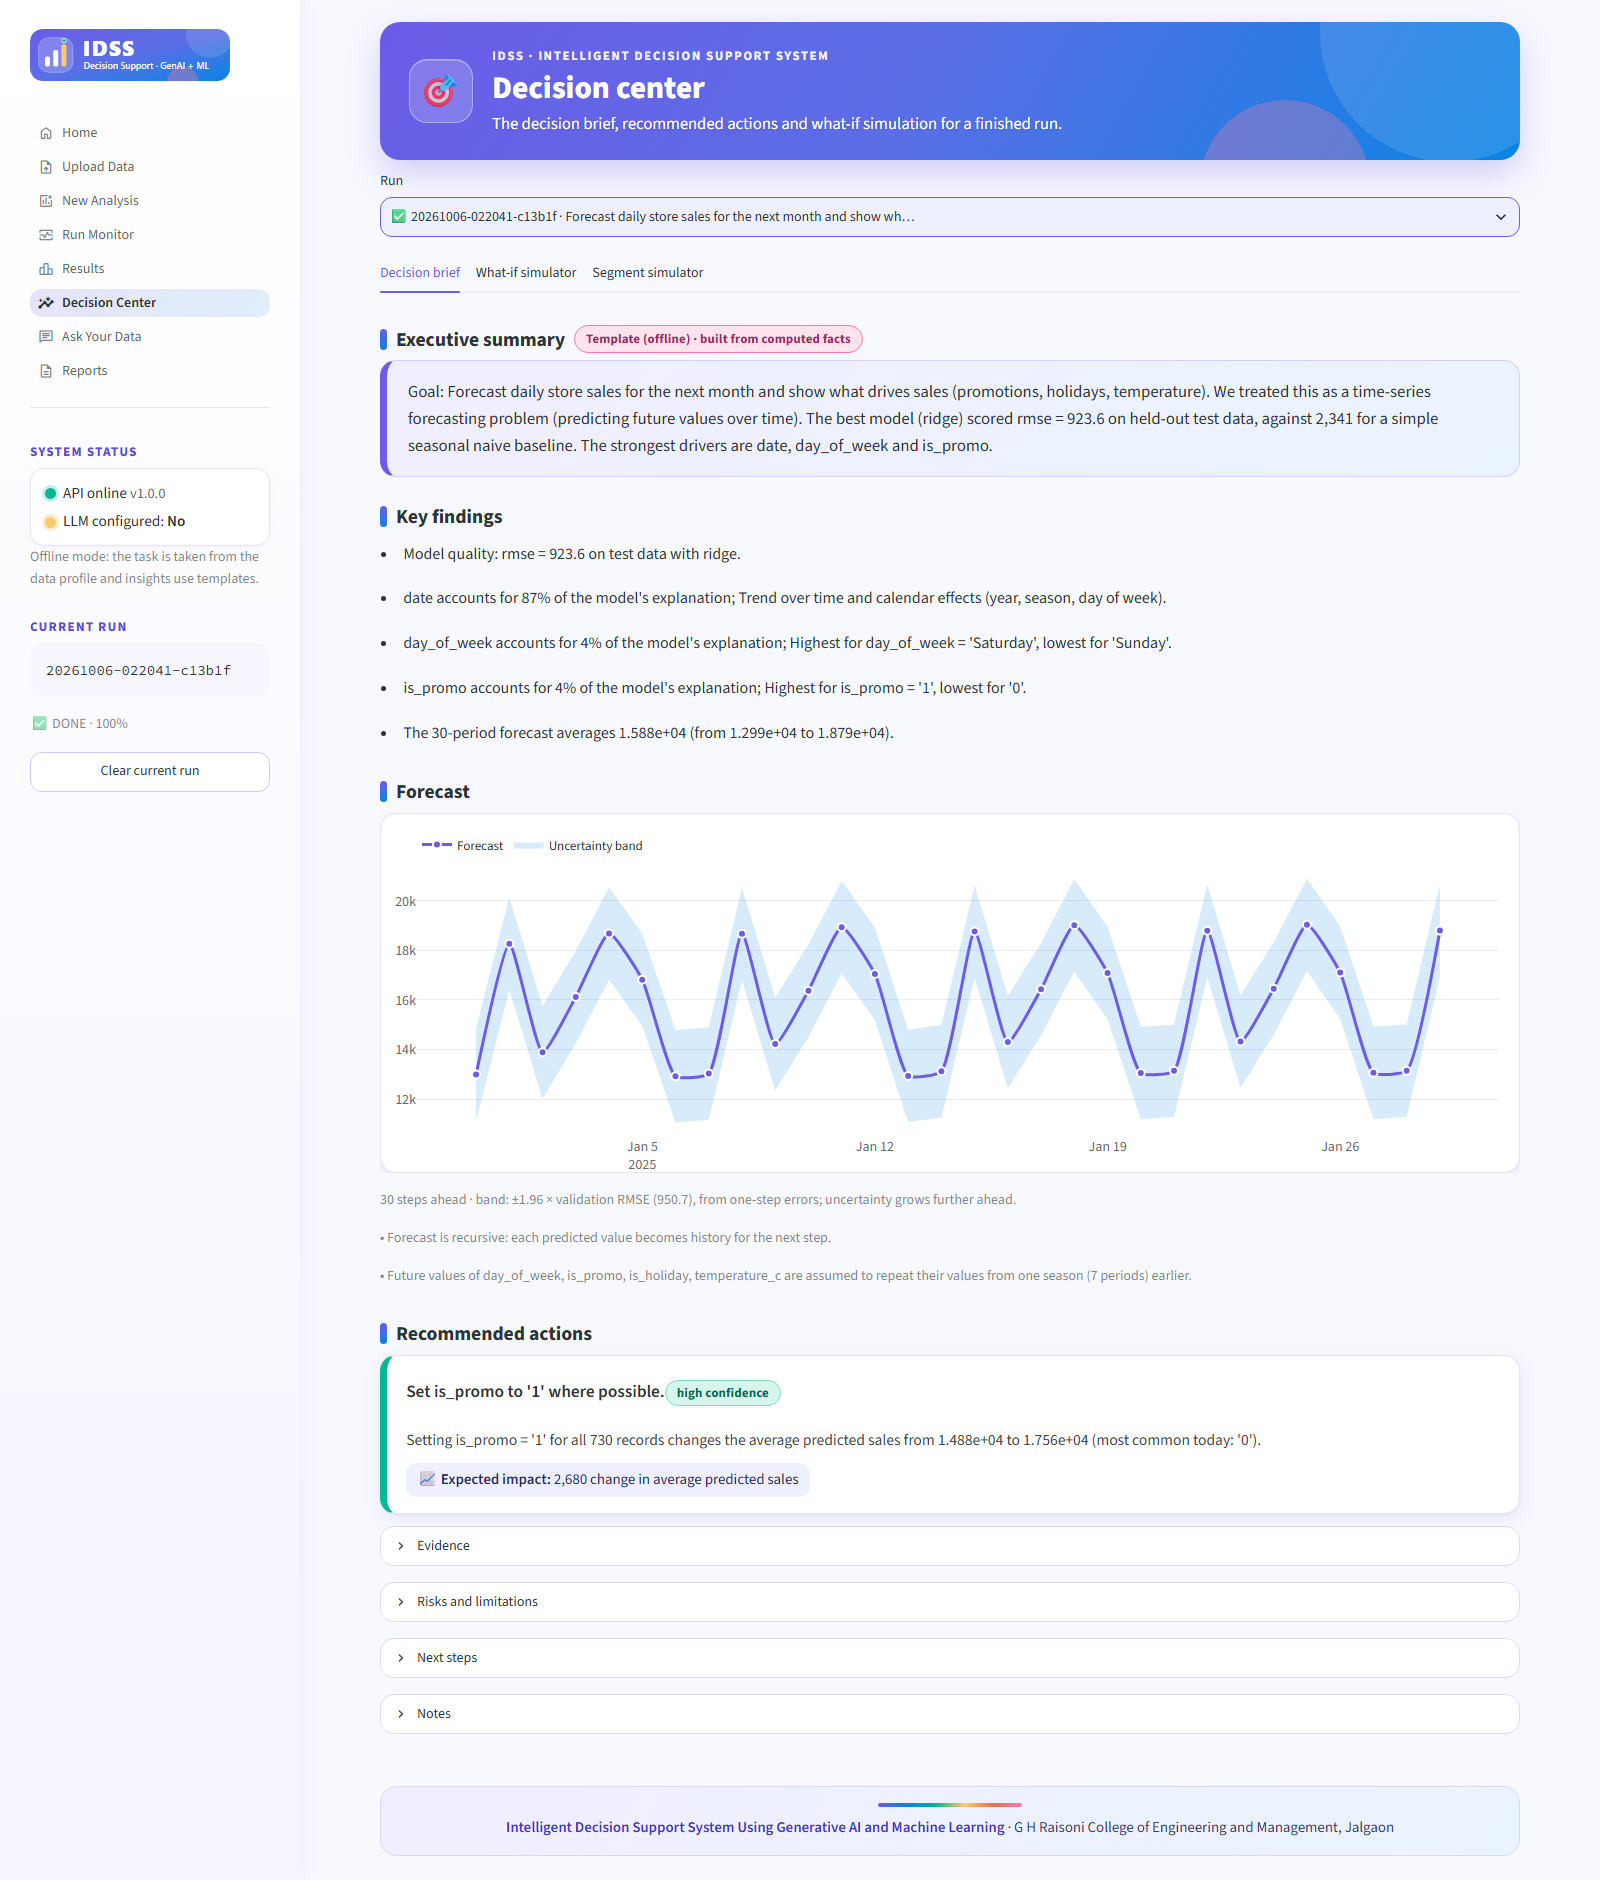 IDSS
Decision Support · GenAI + ML
Home
Upload Data
New Analysis
Run Monitor
Results
Decision Center
Ask Your Data
Reports
SYSTEM STATUS
API online v1.0.0
LLM configured: No
Offline mode: the task is taken from the
data profile and insights use templates.
CURRENT RUN
20261006-022041-c13b1f
DONE · 100%
Clear current run
IDSS · INTELLIGENT DECISION SUPPORT SYSTEM
Decision center
The decision brief, recommended actions and what-if simulation for a finished run.
Run
20261006-022041-c13b1f · Forecast daily store sales for the next month and show wh…
Decision brief
What-if simulator
Segment simulator
Executive summary
Template (offline) · built from computed facts
Goal: Forecast daily store sales for the next month and show what drives sales (promotions, holidays, temperature). We treated this as a time-series
forecasting problem (predicting future values over time). The best model (ridge) scored rmse = 923.6 on held-out test data, against 2,341 for a simple
seasonal naive baseline. The strongest drivers are date, day_of_week and is_promo.
Key findings
• Model quality: rmse = 923.6 on test data with ridge.
• date accounts for 87% of the model's explanation; Trend over time and calendar effects (year, season, day of week).
• day_of_week accounts for 4% of the model's explanation; Highest for day_of_week = 'Saturday', lowest for 'Sunday'.
• is_promo accounts for 4% of the model's explanation; Highest for is_promo = '1', lowest for '0'.
• The 30-period forecast averages 1.588e+04 (from 1.299e+04 to 1.879e+04).
Forecast
Forecast
Uncertainty band
20k
18k
16k
14k
12k
Jan 5
2025
Jan 12
Jan 19
Jan 26
30 steps ahead · band: ±1.96 × validation RMSE (950.7), from one-step errors; uncertainty grows further ahead.
• Forecast is recursive: each predicted value becomes history for the next step.
• Future values of day_of_week, is_promo, is_holiday, temperature_c are assumed to repeat their values from one season (7 periods) earlier.
Recommended actions
Set is_promo to '1' where possible.
high confidence
Setting is_promo = '1' for all 730 records changes the average predicted sales from 1.488e+04 to 1.756e+04 (most common today: '0').
Expected impact: 2,680 change in average predicted sales
Evidence
Risks and limitations
Next steps
Notes
Intelligent Decision Support System Using Generative AI and Machine Learning · G H Raisoni College of Engineering and Management, Jalgaon